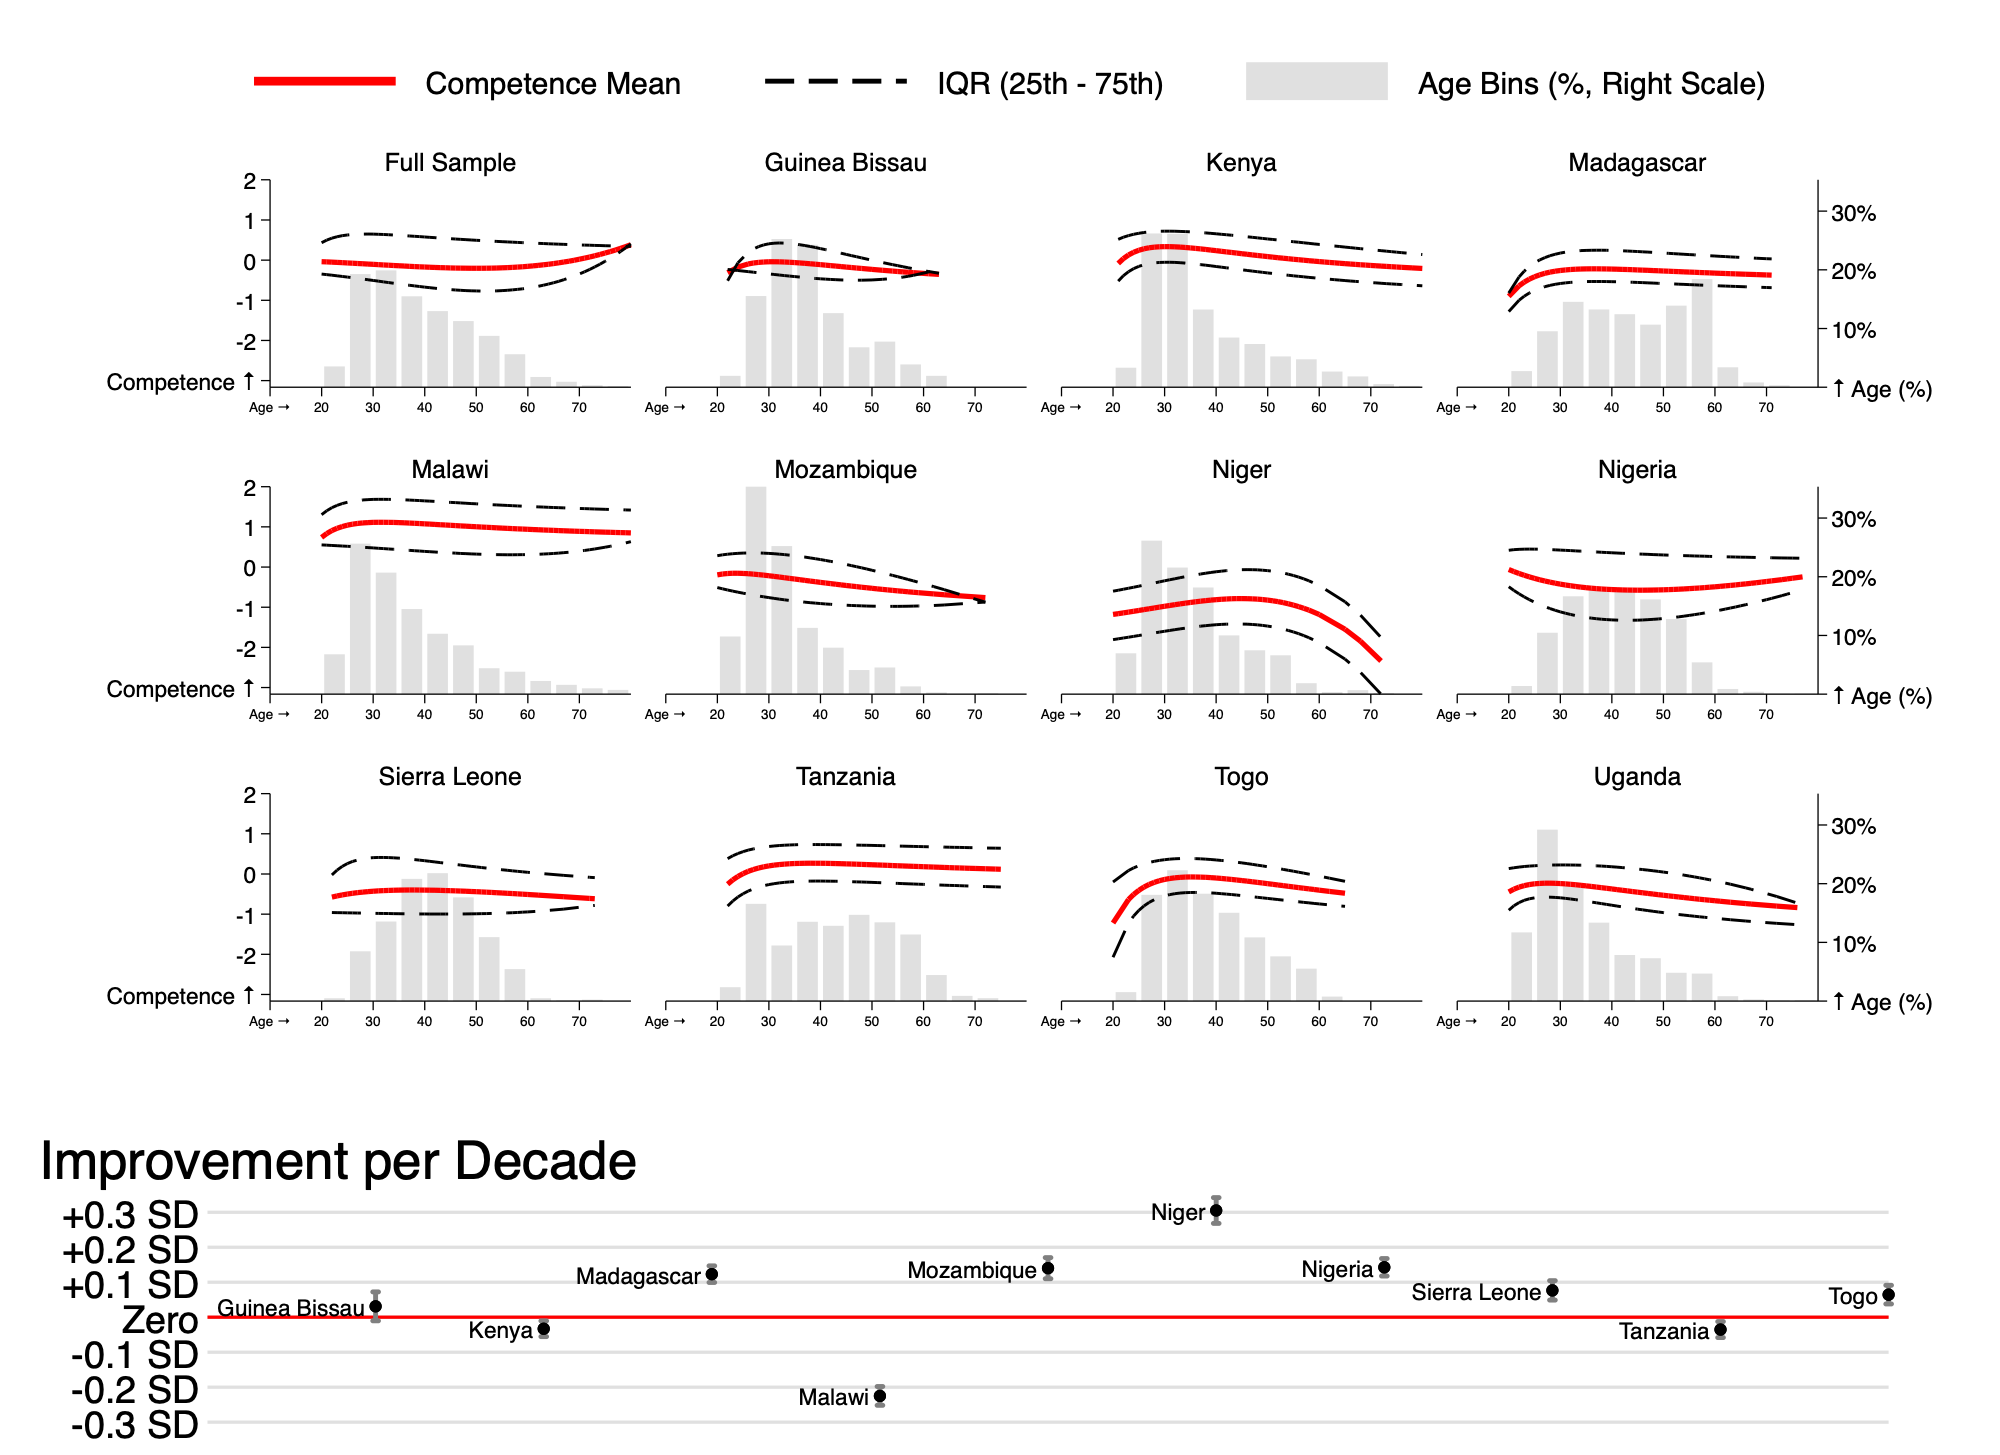 Competence Mean IQR (25th - 75th) Age Bins (%, Right Scale)
Full Sample Guinea Bissau Kenya Madagascar
2
1
0
-1
-2
Competence ↑
30%
20%
10%
↑ Age (%)
Age → 20 30 40 50 60 70 Age → 20 30 40 50 60 70 Age → 20 30 40 50 60 70 Age → 20 30 40 50 60 70
Malawi Mozambique Niger Nigeria
2
1
0
-1
-2
Competence ↑
30%
20%
10%
↑ Age (%)
Age → 20 30 40 50 60 70 Age → 20 30 40 50 60 70 Age → 20 30 40 50 60 70 Age → 20 30 40 50 60 70
Sierra Leone Tanzania Togo Uganda
2
1
0
-1
-2
Competence ↑
30%
20%
10%
↑ Age (%)
Age → 20 30 40 50 60 70 Age → 20 30 40 50 60 70 Age → 20 30 40 50 60 70 Age → 20 30 40 50 60 70
Improvement per Decade
+0.3 SD
+0.2 SD
+0.1 SD
Zero
-0.1 SD
-0.2 SD
-0.3 SD
Guinea Bissau
Kenya
Madagascar
Malawi
Mozambique
Niger
Nigeria
Sierra Leone
Tanzania
Togo